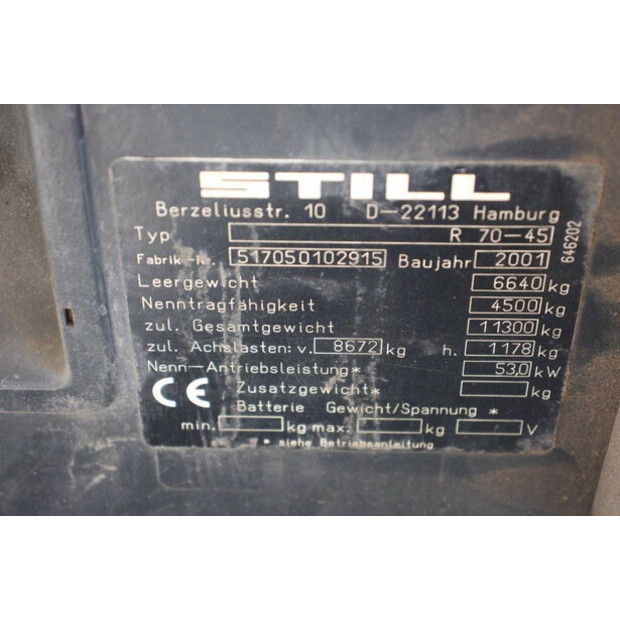 STILL
Berzeliusstr. 10 D-22113 Hamburg
Typ R 70-45
Fabrik-Nr. 517050102915 Baujahr 2001
Leergewicht 6640 kg
Nenntragfähigkeit 4500 kg
zul. Gesamtgewicht 11300 kg
zul. Achslasten: v. 8672 kg h. 1178 kg
Nenn-Antriebsleistung* 53,0 kW
Zusatzgewicht* kg
CE
Batterie Gewicht/Spannung *
min. kg max. kg V
* siehe Betriebsanleitung
646202